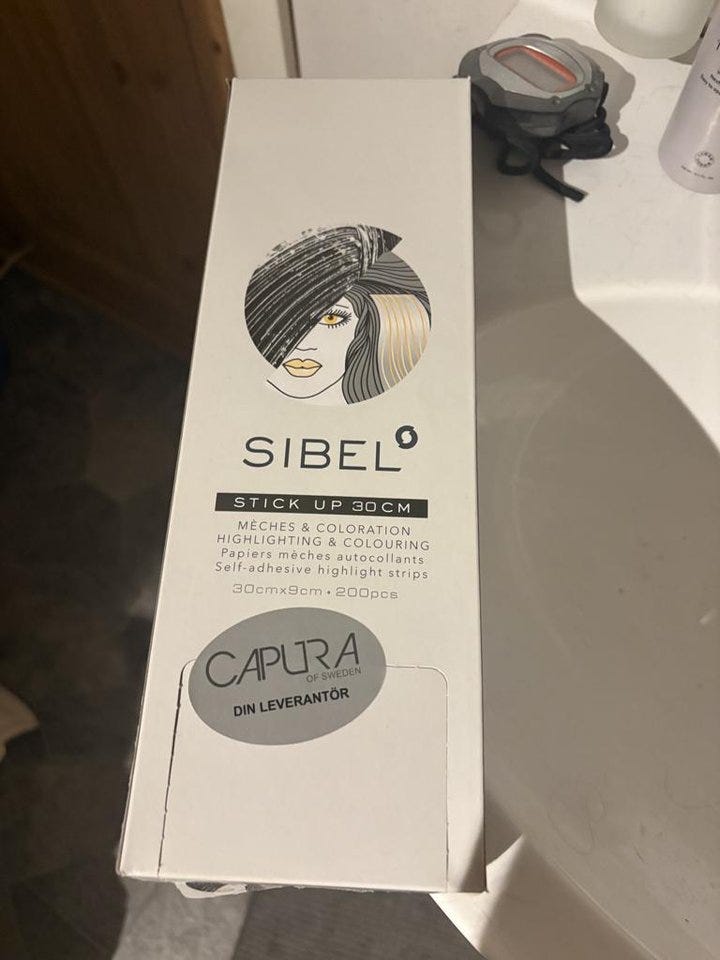 SIBEL
STICK UP 30CM
MÈCHES & COLORATION
HIGHLIGHTING & COLOURING
Papiers mèches autocollants
Self-adhesive highlight strips
30cmx9cm • 200pcs
CAPURA
OF SWEDEN
DIN LEVERANTÖR